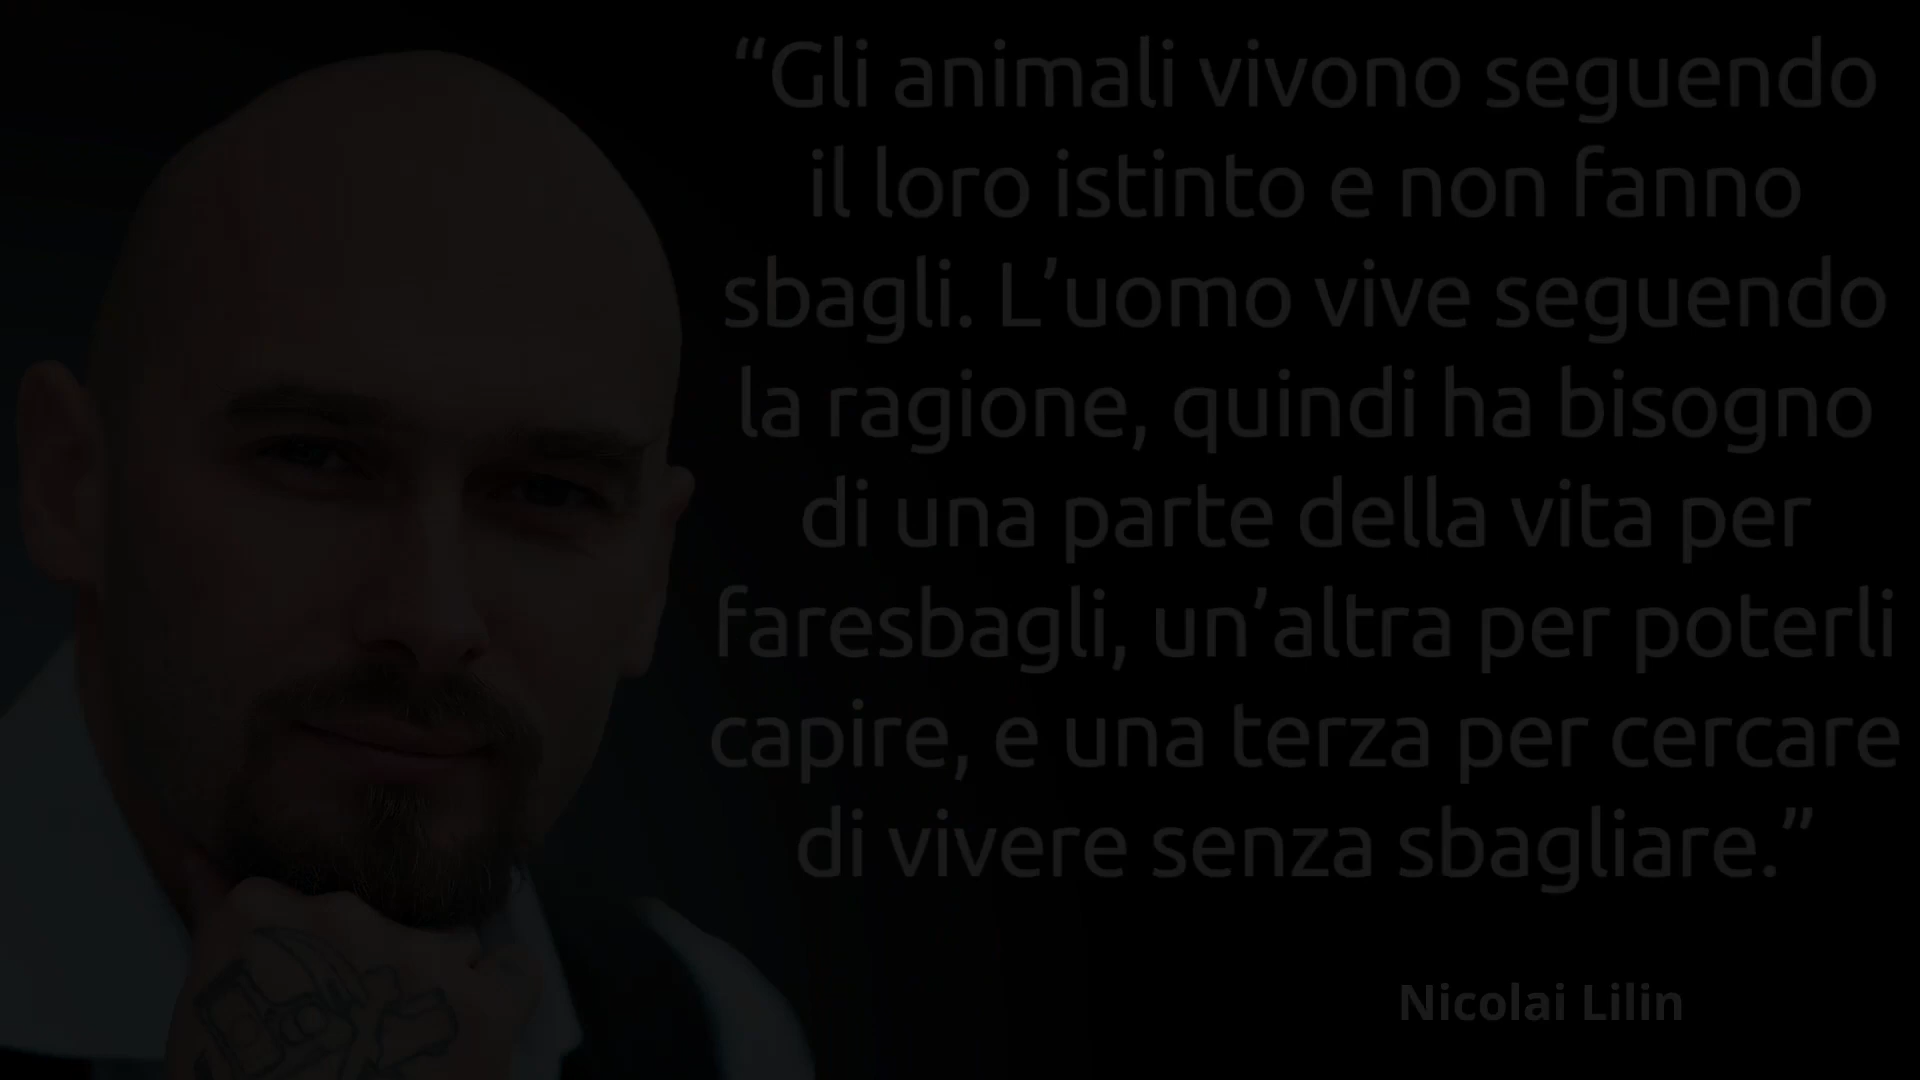 “Gli animali vivono seguendo
il loro istinto e non fanno
sbagli. L’uomo vive seguendo
la ragione, quindi ha bisogno
di una parte della vita per
faresbagli, un’altra per poterli
capire, e una terza per cercare
di vivere senza sbagliare.”
Nicolai Lilin